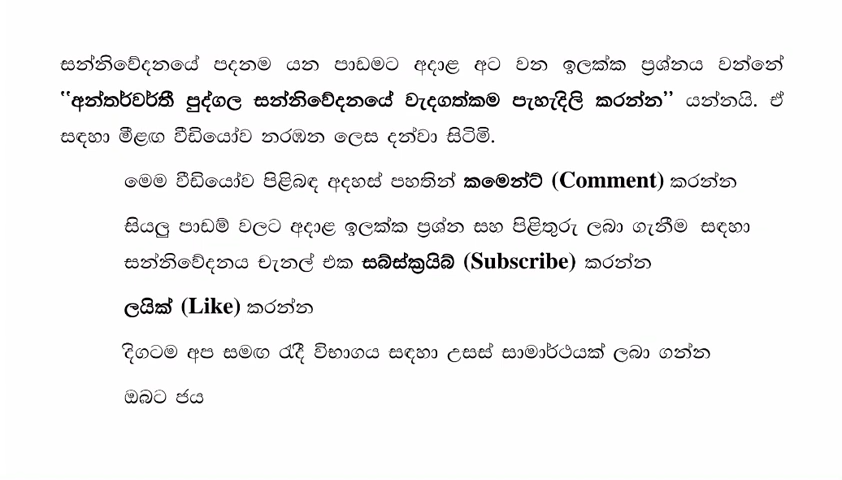 සන්නිවේදනයේ පදනම යන පාඩමට අදාළ අට වන ඉලක්ක ප්‍රශ්නය වන්නේ
“අන්තර්වර්තී පුද්ගල සන්නිවේදනයේ වැදගත්කම පැහැදිලි කරන්න” යන්නයි. ඒ
සඳහා මීළඟ වීඩියෝව නරඹන ලෙස දන්වා සිටිමි.
මෙම වීඩියෝව පිළිබඳ අදහස් පහතින් කමෙන්ට් (Comment) කරන්න
සියලු පාඩම් වලට අදාළ ඉලක්ක ප්‍රශ්න සහ පිළිතුරු ලබා ගැනීම සඳහා
සන්නිවේදනය චැනල් එක සබ්ස්ක්‍රයිබ් (Subscribe) කරන්න
ලයික් (Like) කරන්න
දිගටම අප සමඟ රැදී විභාගය සඳහා උසස් සාමාර්ථයක් ලබා ගන්න
ඔබට ජය